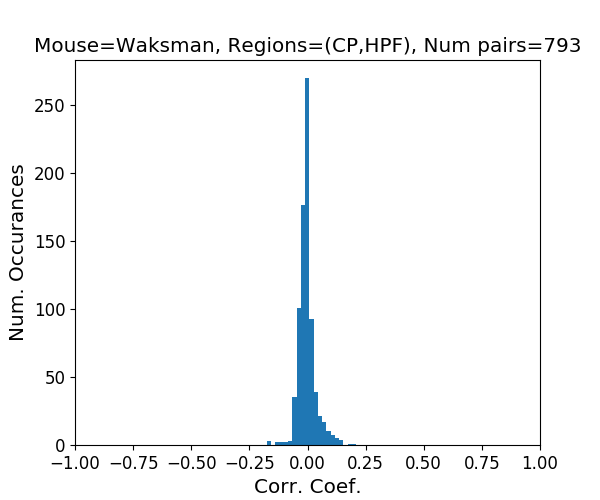 Mouse=Waksman, Regions=(CP,HPF), Num pairs=793
Num. Occurances
250
200
150
100
50
0
−1.00 −0.75 −0.50 −0.25 0.00 0.25 0.50 0.75 1.00
Corr. Coef.